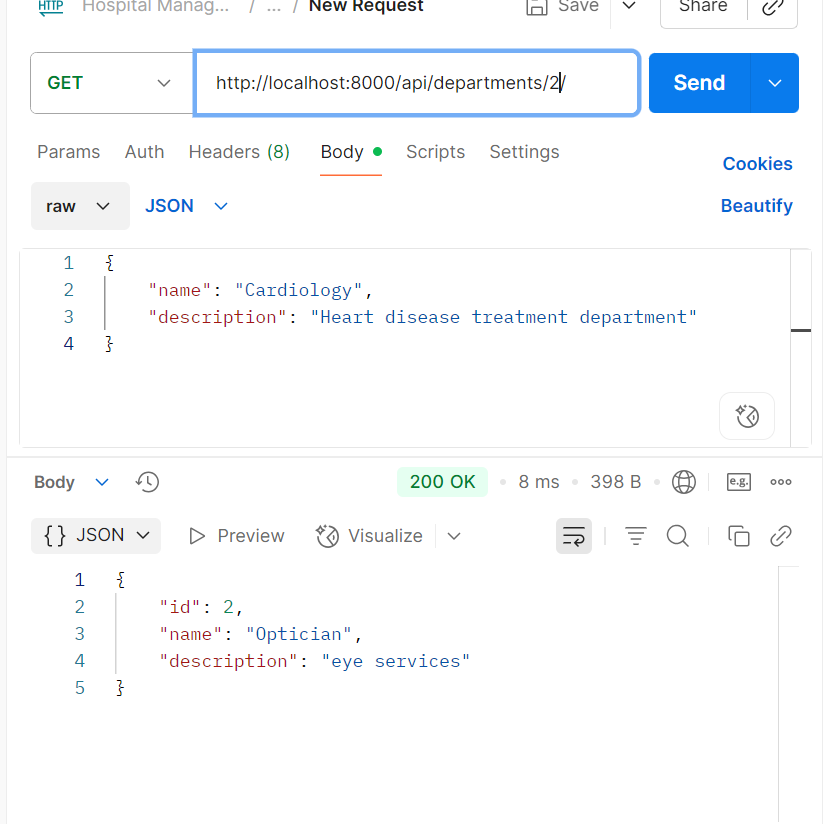 HTTP Hospital Manag... / ... / New Request Save Share
GET http://localhost:8000/api/departments/2/ Send
Params Auth Headers (8) Body Scripts Settings Cookies
raw JSON Beautify
1 {
2 "name": "Cardiology",
3 "description": "Heart disease treatment department"
4 }
Body 200 OK 8 ms 398 B e.g.
{} JSON Preview Visualize
1 {
2 "id": 2,
3 "name": "Optician",
4 "description": "eye services"
5 }